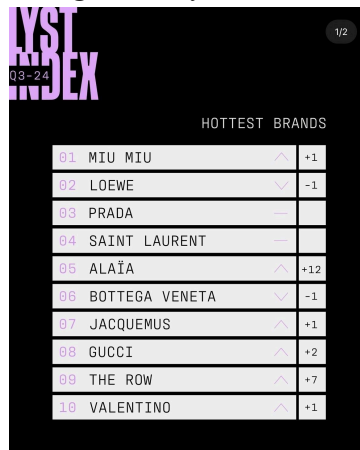 LYST
1/2
Q3-24
INDEX
HOTTEST BRANDS
01 MIU MIU +1
02 LOEWE -1
03 PRADA —
04 SAINT LAURENT —
05 ALAÏA +12
06 BOTTEGA VENETA -1
07 JACQUEMUS +1
08 GUCCI +2
09 THE ROW +7
10 VALENTINO +1